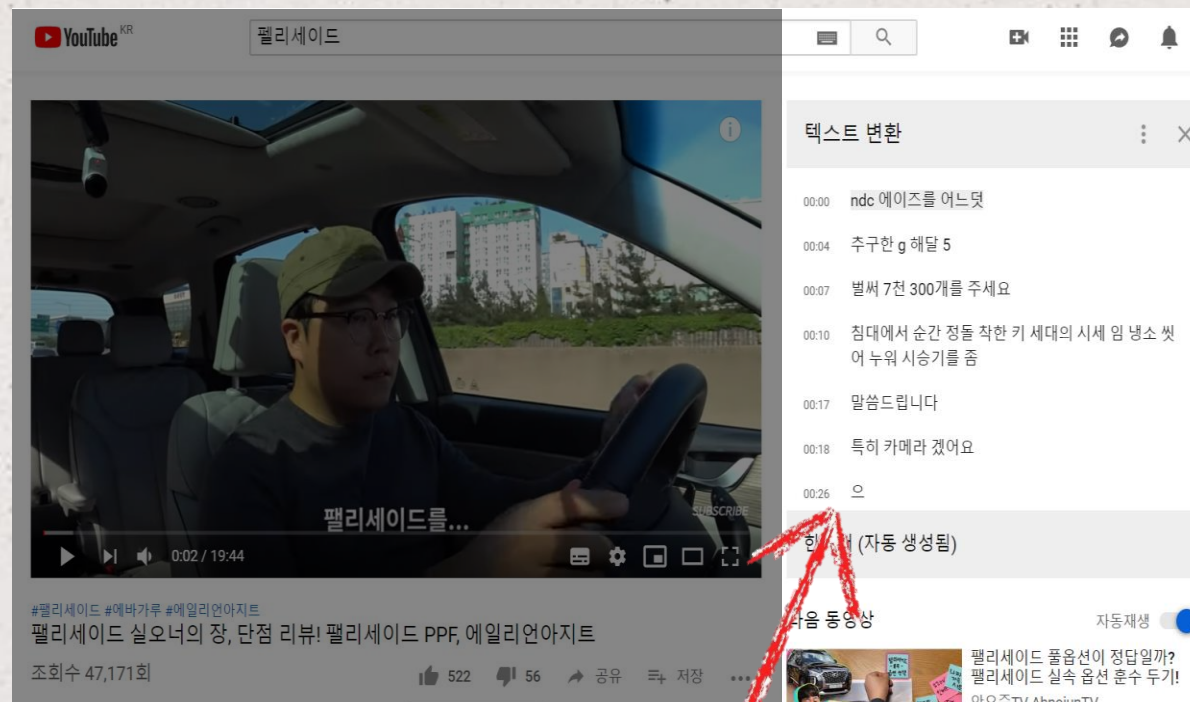 YouTube KR
펠리세이드
텍스트 변환
00:00 ndc 에이즈를 어느덧
00:04 추구한 g 해달 5
00:07 벌써 7천 300개를 주세요
00:10 침대에서 순간 정돌 착한 키 세대의 시세 임 냉소 씻
어 누워 시승기를 좀
00:17 말씀드립니다
00:18 특히 카메라 겠어요
00:26 으
(자동 생성됨)
팰리세이드를...
SUBSCRIBE
0:02 / 19:44
#팰리세이드 #에바가루 #에일리언아지트
팰리세이드 실오너의 장, 단점 리뷰! 팰리세이드 PPF, 에일리언아지트
조회수 47,171회
522 56 공유 저장
다음 동영상 자동재생
팰리세이드 풀옵션이 정답일까?
팰리세이드 실속 옵션 훈수 두기!